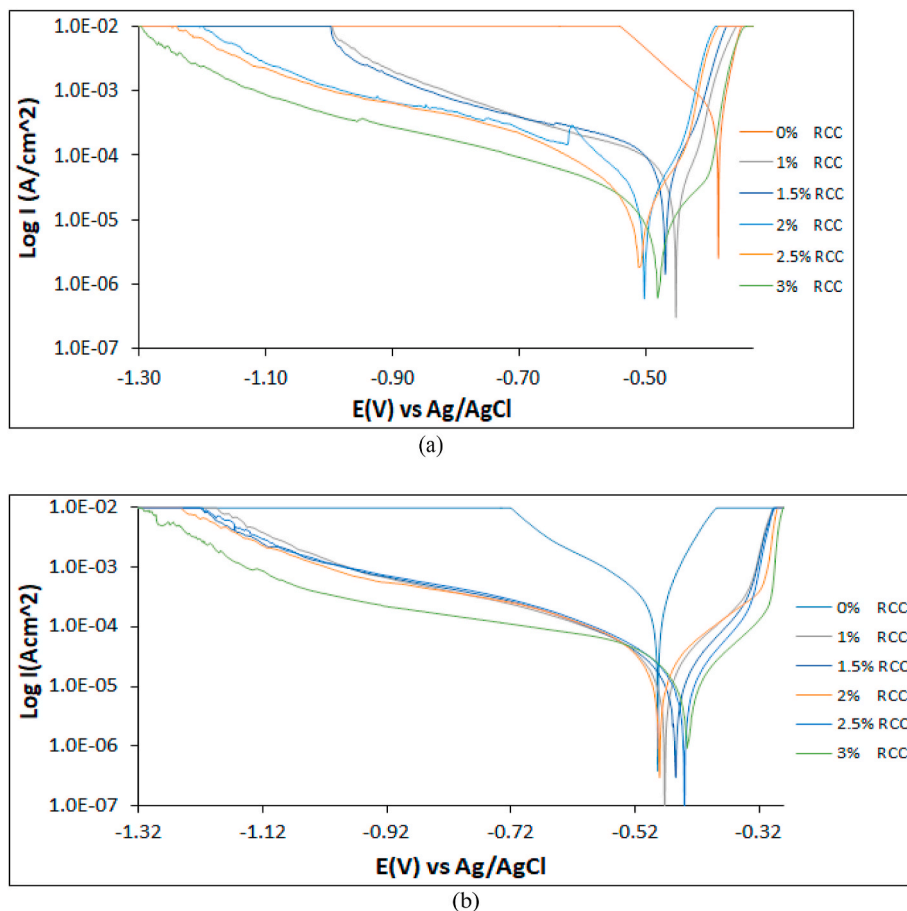 1.0E-02
1.0E-03
1.0E-04
1.0E-05
1.0E-06
1.0E-07
Log I (A/cm^2)
-1.30 -1.10 -0.90 -0.70 -0.50
E(V) vs Ag/AgCl
0% RCC
1% RCC
1.5% RCC
2% RCC
2.5% RCC
3% RCC
(a)
1.0E-02
1.0E-03
1.0E-04
1.0E-05
1.0E-06
1.0E-07
Log I(Acm^2)
-1.32 -1.12 -0.92 -0.72 -0.52 -0.32
E(V) vs Ag/AgCl
0% RCC
1% RCC
1.5% RCC
2% RCC
2.5% RCC
3% RCC
(b)